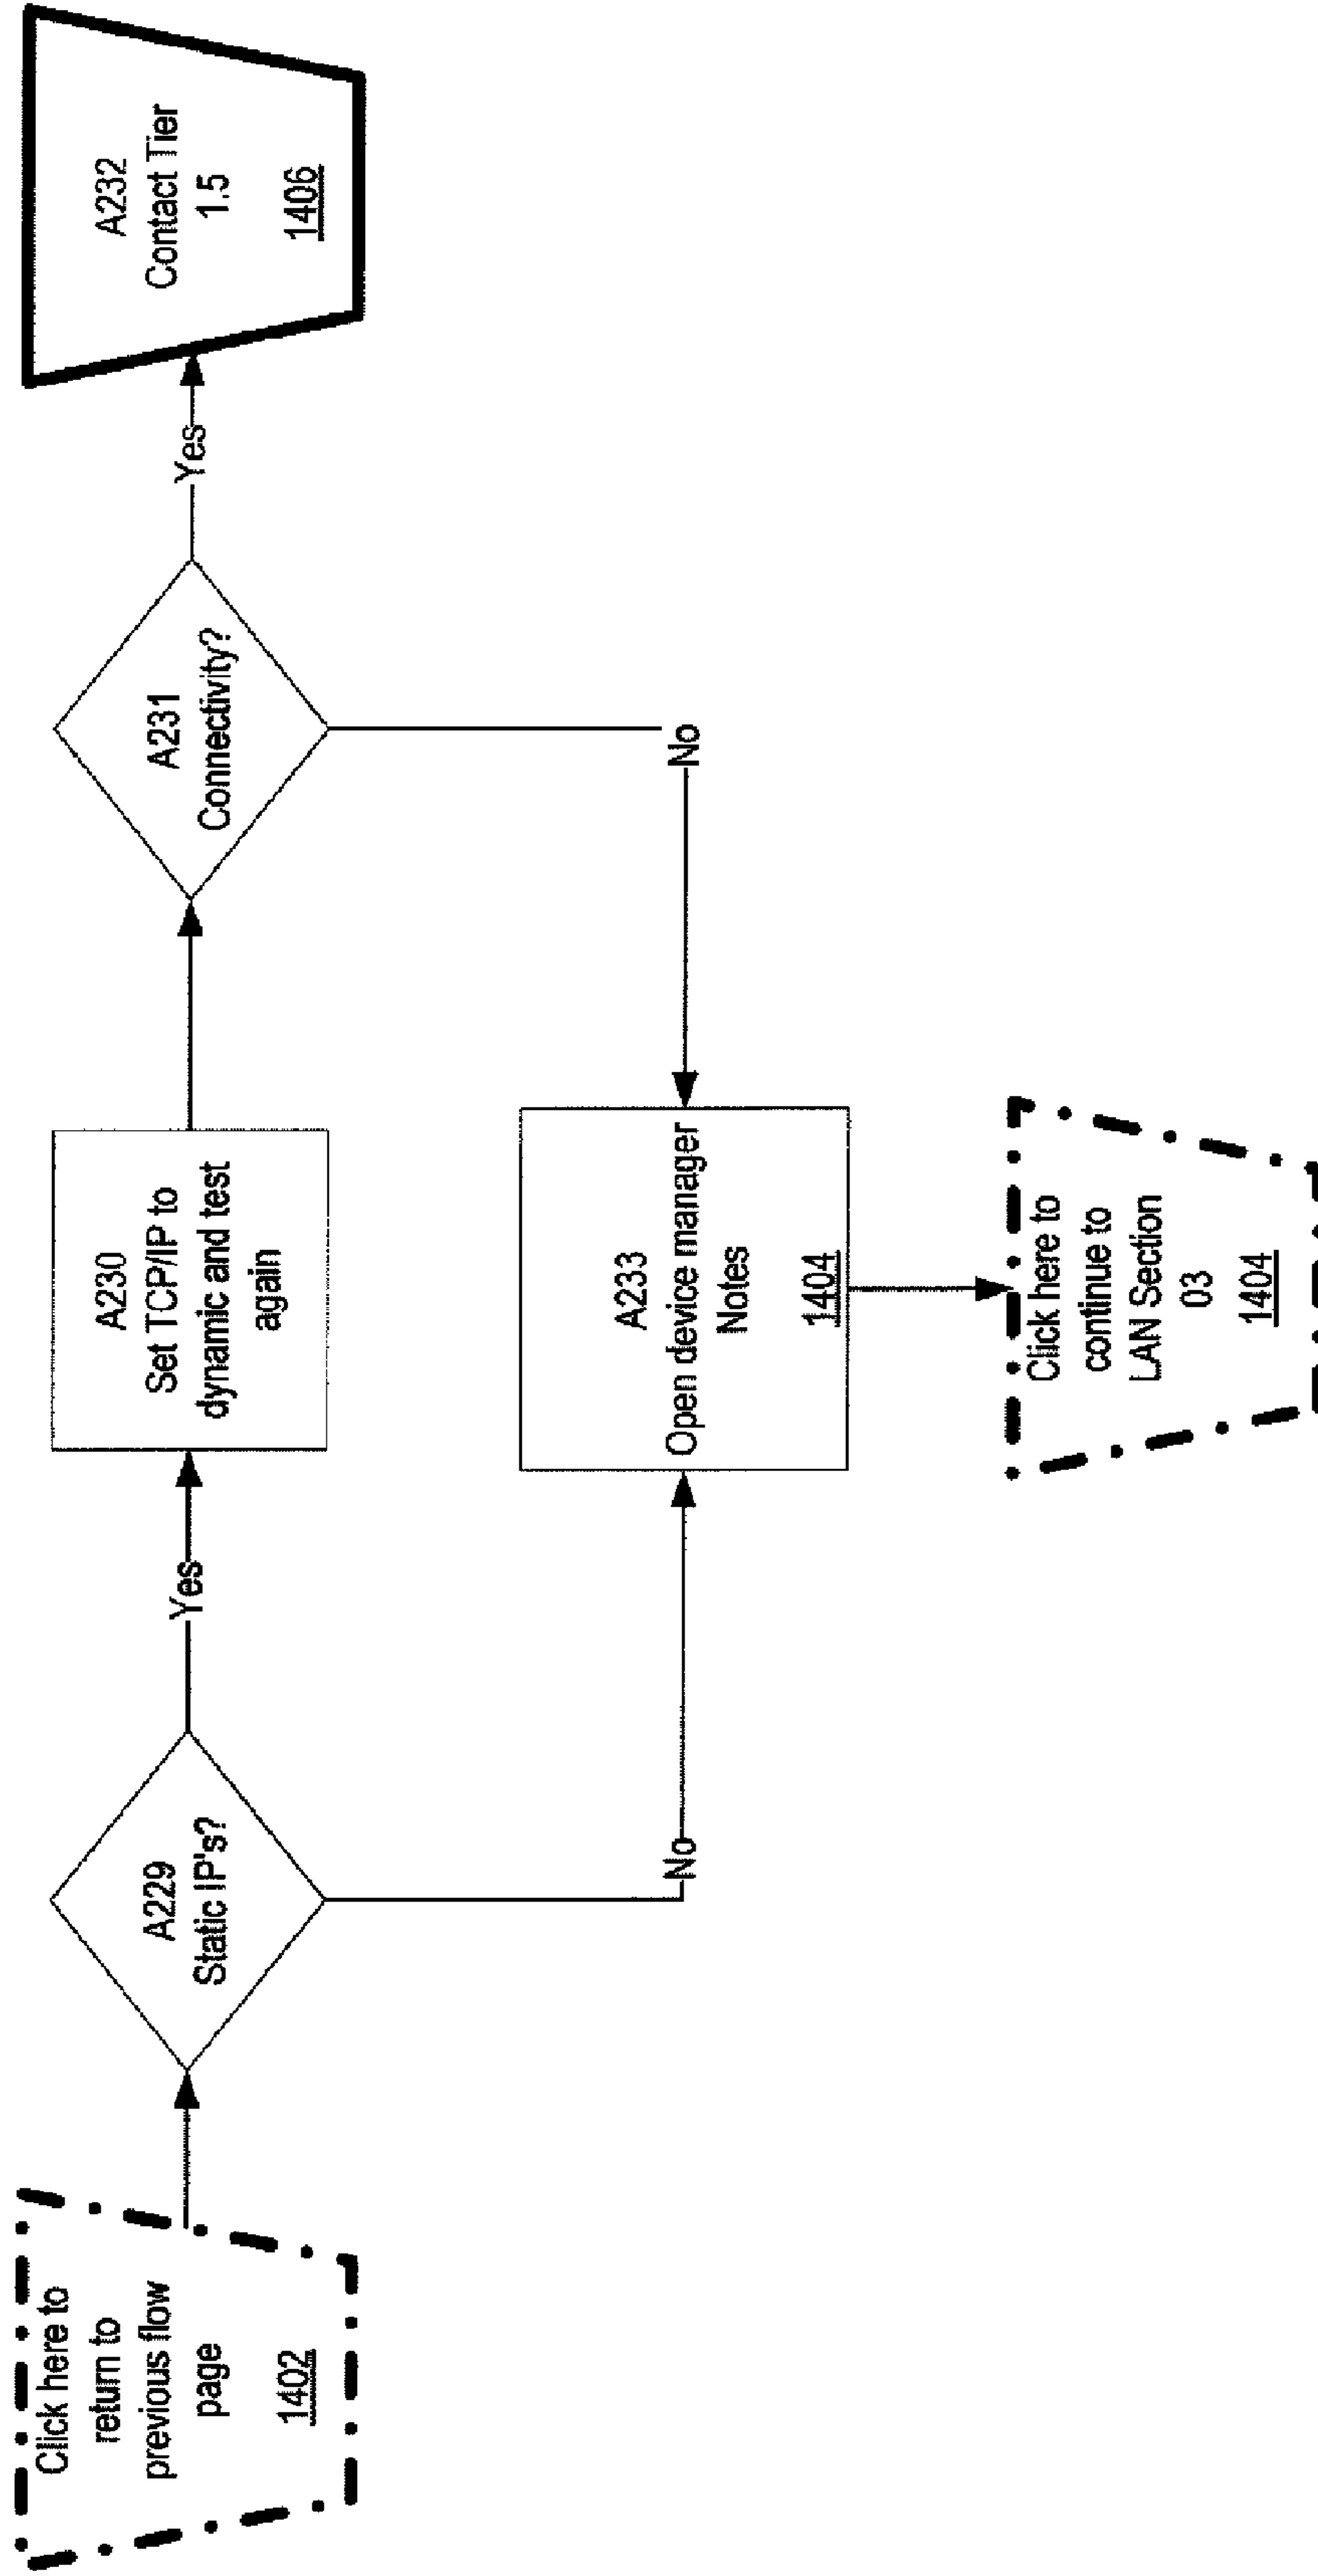 Click here to
return to
previous flow
page
1402
A229
Static IP's?
Yes
A230
Set TCP/IP to
dynamic and test
again
A231
Connectivity?
Yes
A232
Contact Tier
1.5
1406
No
A233
Open device manager
Notes
1404
No
Click here to
continue to
LAN Section
03
1404